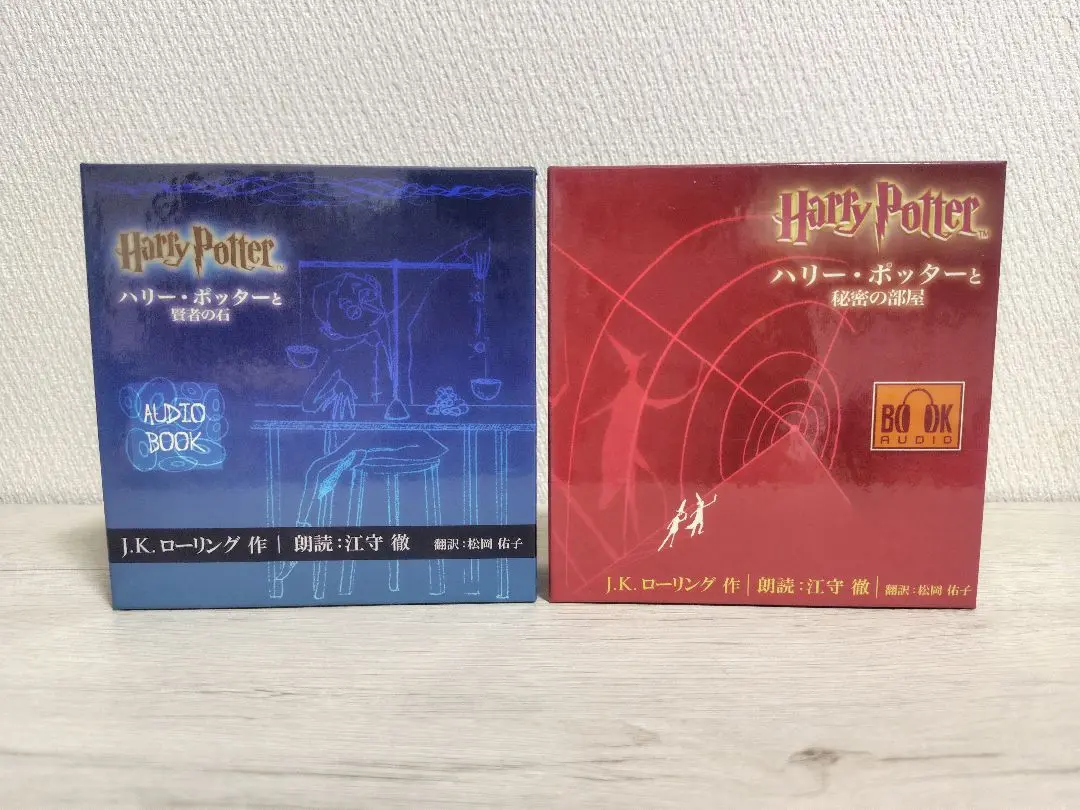 Harry Potter™
ハリー・ポッターと
賢者の石
AUDIO
BOOK
J.K. ローリング 作 | 朗読:江守 徹 翻訳:松岡 佑子
Harry Potter™
ハリー・ポッターと
秘密の部屋
BOOK
AUDIO
J.K. ローリング 作 | 朗読:江守 徹 | 翻訳:松岡 佑子